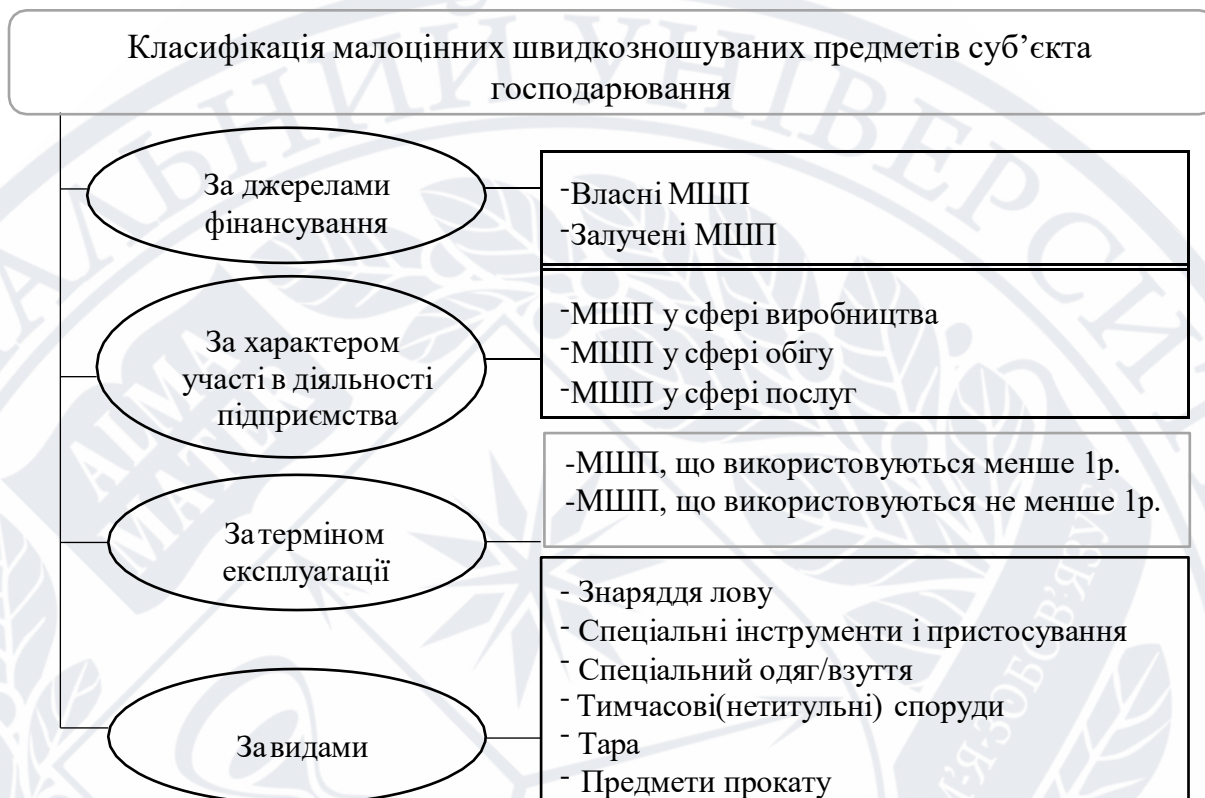 Класифікація малоцінних швидкозношуваних предметів суб’єкта
господарювання
За джерелами
фінансування
-Власні МШП
-Залучені МШП
За характером
участі в діяльності
підприємства
-МШП у сфері виробництва
-МШП у сфері обігу
-МШП у сфері послуг
За терміном
експлуатації
-МШП, що використовуються менше 1р.
-МШП, що використовуються не менше 1р.
За видами
- Знаряддя лову
- Спеціальні інструменти і пристосування
- Спеціальний одяг/взуття
- Тимчасові(нетитульні) споруди
- Тара
- Предмети прокату
ALMA
MATER